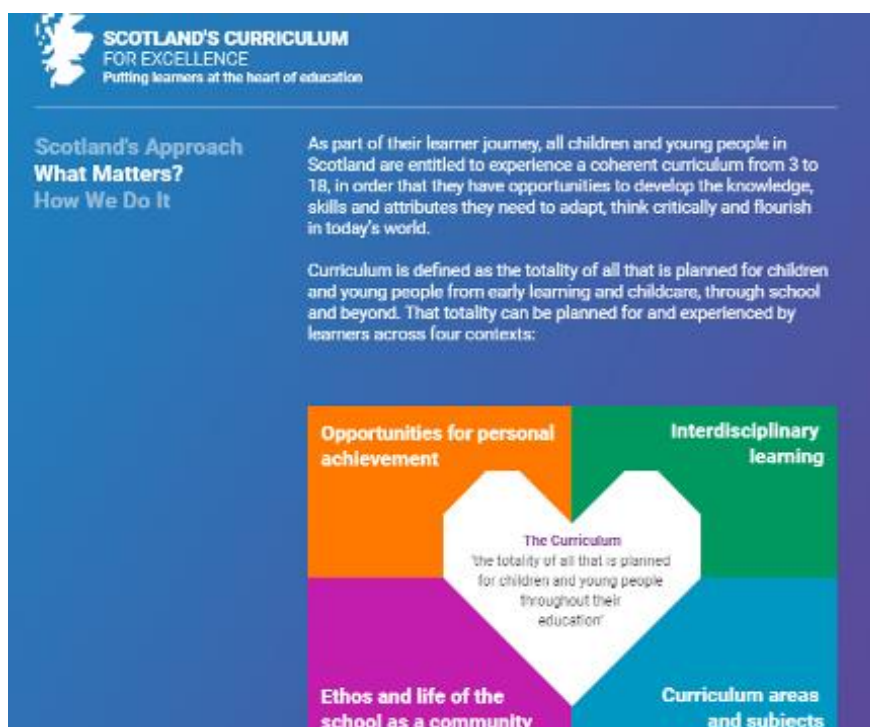 SCOTLAND'S CURRICULUM
FOR EXCELLENCE
Putting learners at the heart of education
Scotland's Approach
What Matters?
How We Do It
As part of their learner journey, all children and young people in
Scotland are entitled to experience a coherent curriculum from 3 to
18, in order that they have opportunities to develop the knowledge,
skills and attributes they need to adapt, think critically and flourish
in today's world.
Curriculum is defined as the totality of all that is planned for children
and young people from early learning and childcare, through school
and beyond. That totality can be planned for and experienced by
learners across four contexts:
Opportunities for personal
achievement
Interdisciplinary
learning
The Curriculum
'the totality of all that is planned
for children and young people
throughout their
education'
Ethos and life of the
school as a community
Curriculum areas
and subjects